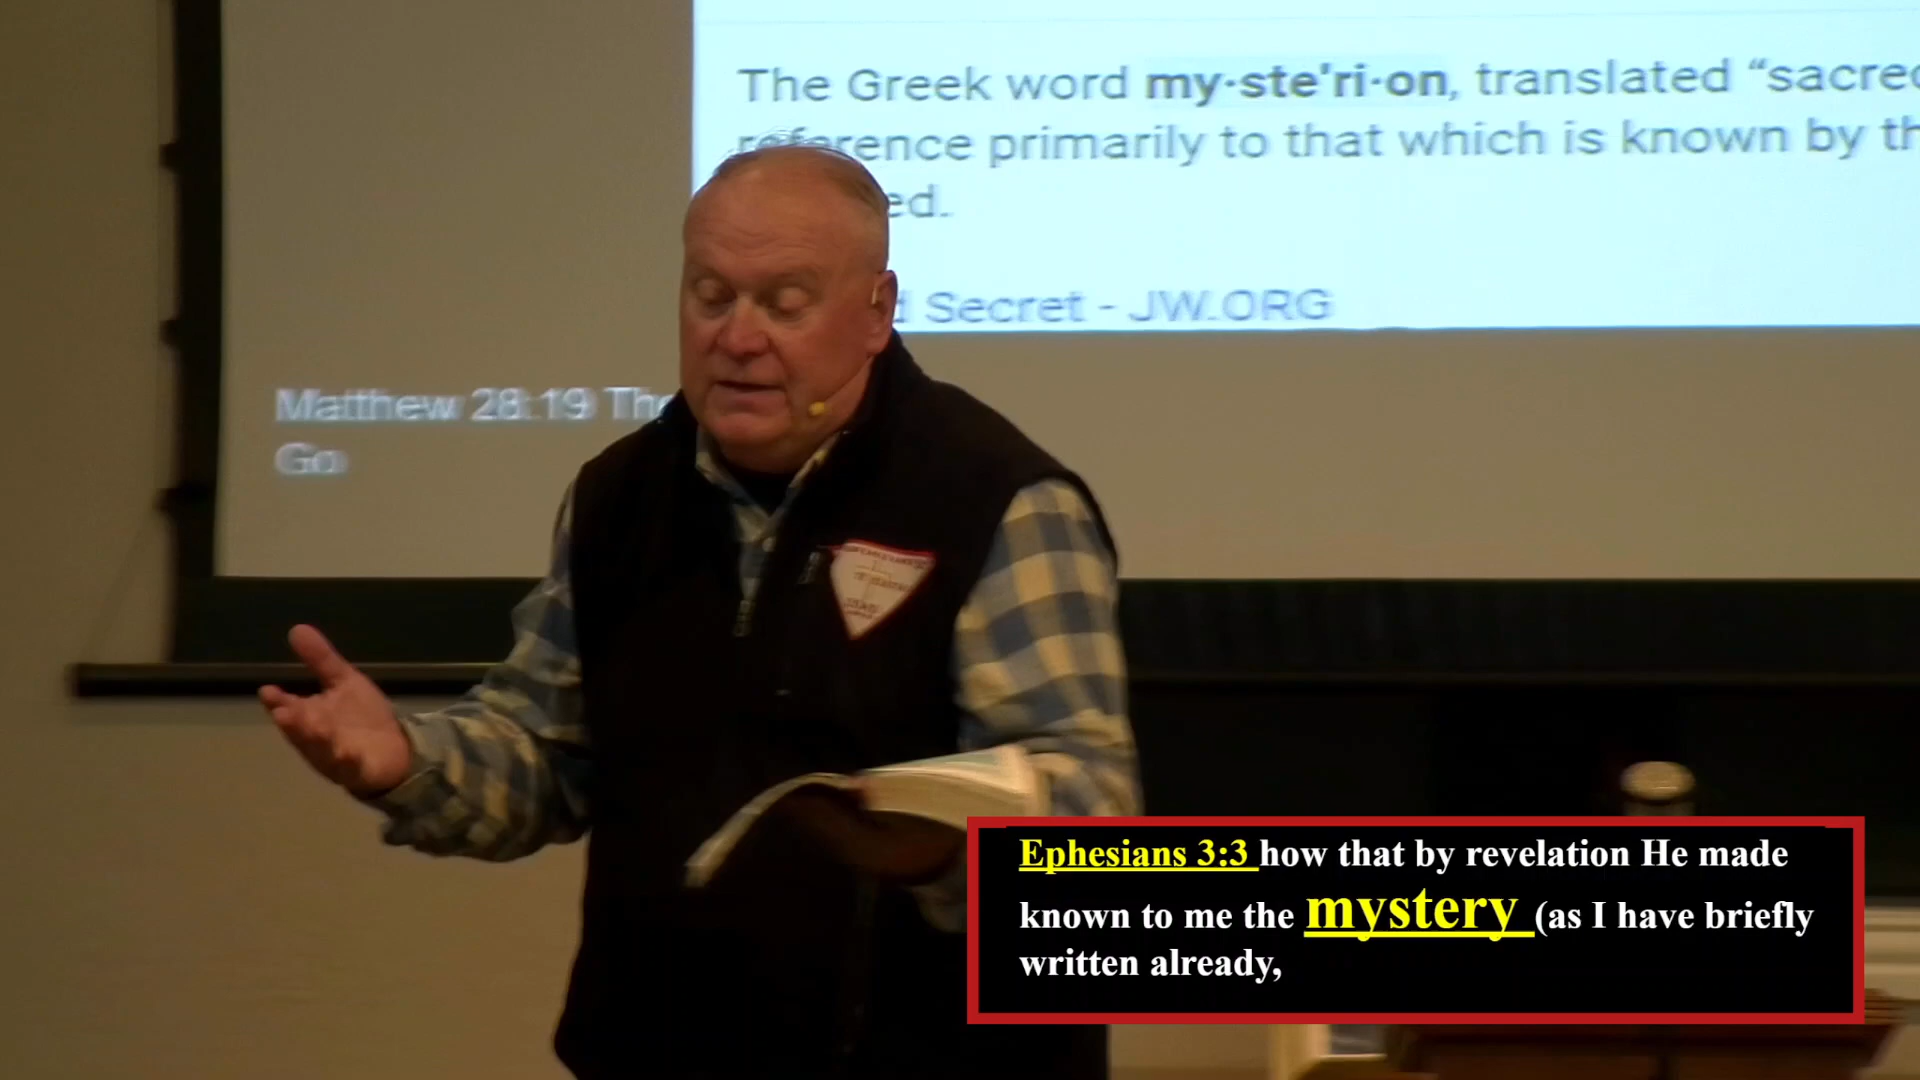 The Greek word my·ste'ri·on, translated “sacred
reference primarily to that which is known by th
ed.
d Secret - JW.ORG
Matthew 28:19 The
Go
Ephesians 3:3 how that by revelation He made
known to me the mystery (as I have briefly
written already,